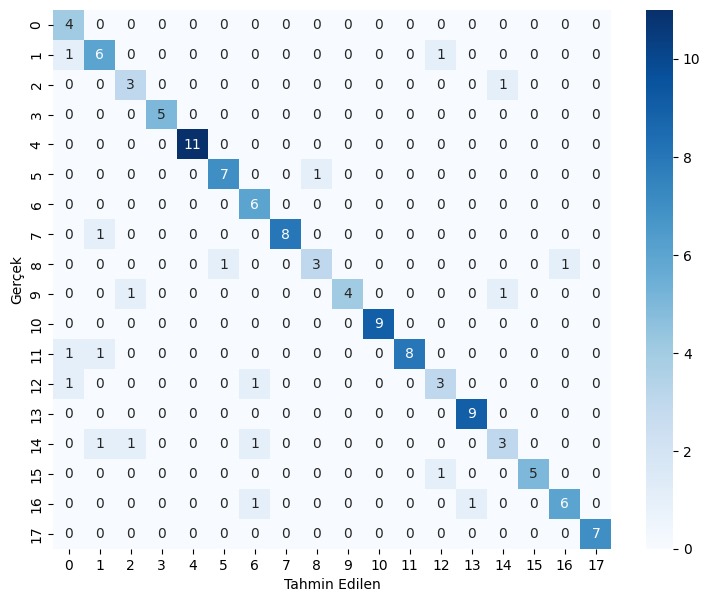 0 4 0 0 0 0 0 0 0 0 0 0 0 0 0 0 0 0 0
1 1 6 0 0 0 0 0 0 0 0 0 0 1 0 0 0 0 0
2 0 0 3 0 0 0 0 0 0 0 0 0 0 0 1 0 0 0
3 0 0 0 5 0 0 0 0 0 0 0 0 0 0 0 0 0 0
4 0 0 0 0 11 0 0 0 0 0 0 0 0 0 0 0 0 0
5 0 0 0 0 0 7 0 0 1 0 0 0 0 0 0 0 0 0
6 0 0 0 0 0 0 6 0 0 0 0 0 0 0 0 0 0 0
7 0 1 0 0 0 0 0 8 0 0 0 0 0 0 0 0 0 0
8 0 0 0 0 0 1 0 0 3 0 0 0 0 0 0 0 1 0
Gerçek
9 0 0 1 0 0 0 0 0 0 4 0 0 0 0 1 0 0 0
10 0 0 0 0 0 0 0 0 0 0 9 0 0 0 0 0 0 0
11 1 1 0 0 0 0 0 0 0 0 0 8 0 0 0 0 0 0
12 1 0 0 0 0 0 1 0 0 0 0 0 3 0 0 0 0 0
13 0 0 0 0 0 0 0 0 0 0 0 0 0 9 0 0 0 0
14 0 1 1 0 0 0 1 0 0 0 0 0 0 0 3 0 0 0
15 0 0 0 0 0 0 0 0 0 0 0 0 1 0 0 5 0 0
16 0 0 0 0 0 0 1 0 0 0 0 0 0 1 0 0 6 0
17 0 0 0 0 0 0 0 0 0 0 0 0 0 0 0 0 0 7
0 1 2 3 4 5 6 7 8 9 10 11 12 13 14 15 16 17
Tahmin Edilen
10
8
6
4
2
0